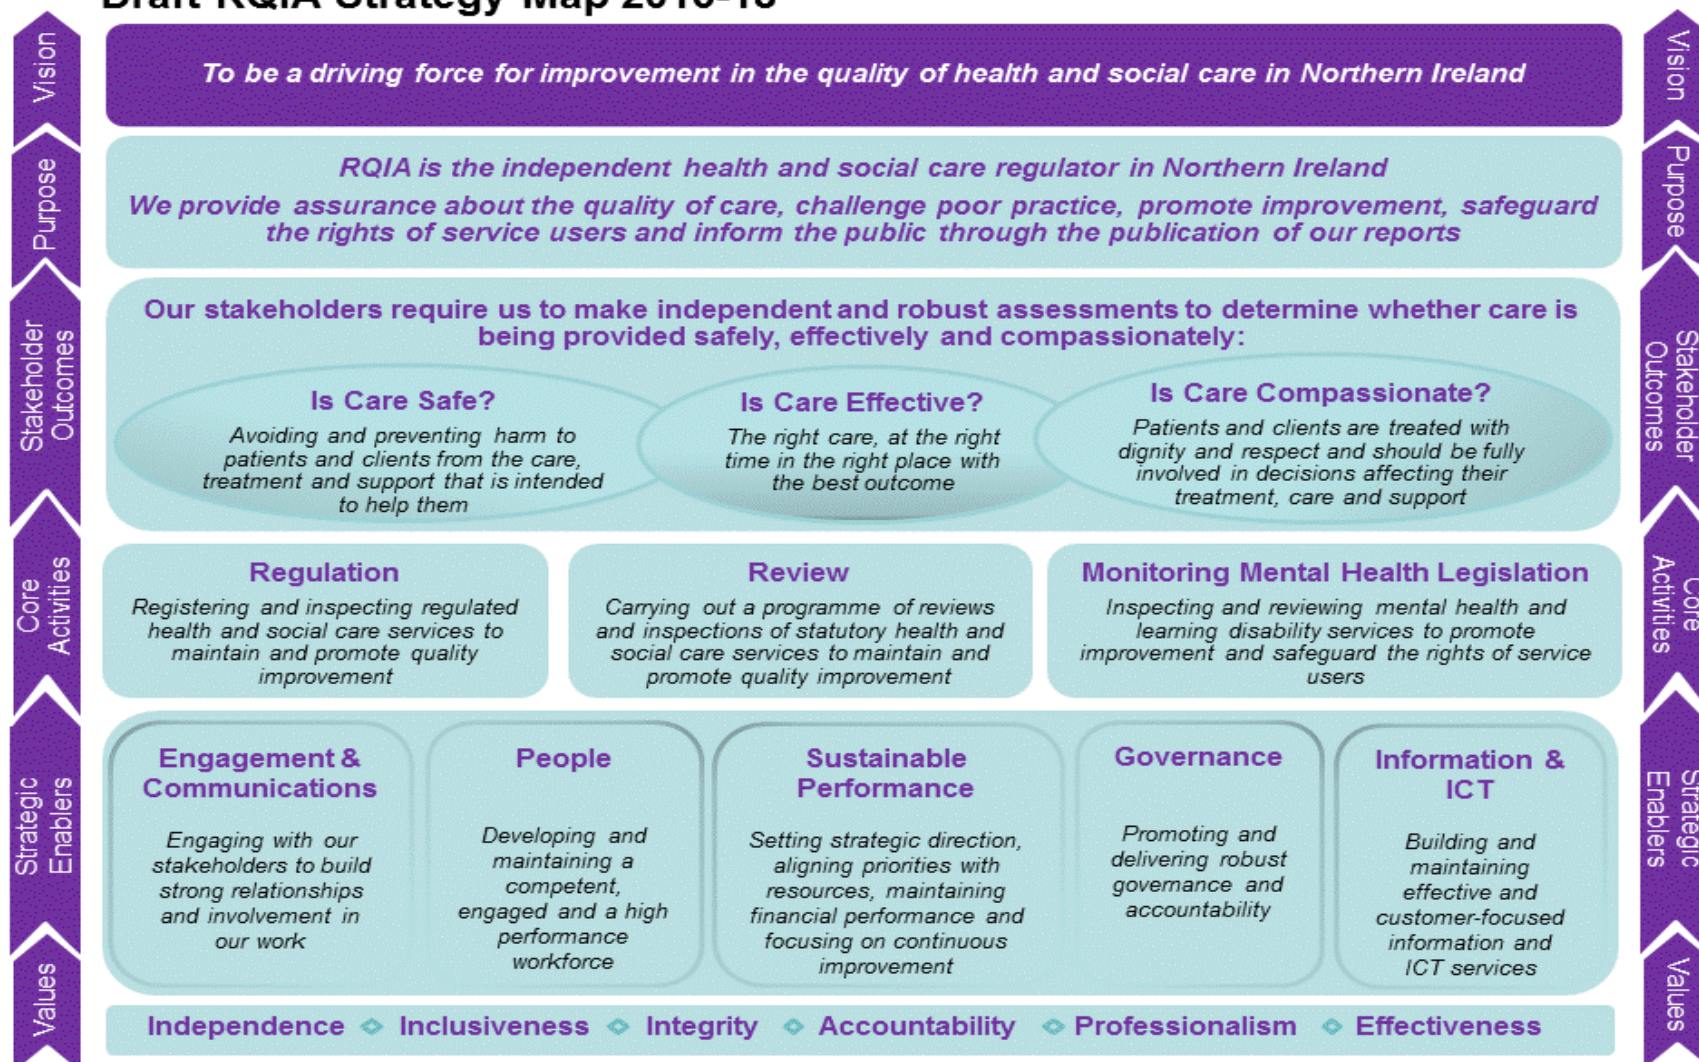 Draft RQIA Strategy Map 2016-18
Vision
To be a driving force for improvement in the quality of health and social care in Northern Ireland
Vision
Purpose
RQIA is the independent health and social care regulator in Northern Ireland
We provide assurance about the quality of care, challenge poor practice, promote improvement, safeguard
the rights of service users and inform the public through the publication of our reports
Purpose
Stakeholder
Outcomes
Our stakeholders require us to make independent and robust assessments to determine whether care is
being provided safely, effectively and compassionately:
Is Care Safe?
Avoiding and preventing harm to
patients and clients from the care,
treatment and support that is intended
to help them
Is Care Effective?
The right care, at the right
time in the right place with
the best outcome
Is Care Compassionate?
Patients and clients are treated with
dignity and respect and should be fully
involved in decisions affecting their
treatment, care and support
Stakeholder
Outcomes
Core
Activities
Regulation
Registering and inspecting regulated
health and social care services to
maintain and promote quality
improvement
Review
Carrying out a programme of reviews
and inspections of statutory health and
social care services to maintain and
promote quality improvement
Monitoring Mental Health Legislation
Inspecting and reviewing mental health and
learning disability services to promote
improvement and safeguard the rights of service
users
Core
Activities
Strategic
Enablers
Engagement &
Communications
Engaging with our
stakeholders to build
strong relationships
and involvement in
our work
People
Developing and
maintaining a
competent,
engaged and a high
performance
workforce
Sustainable
Performance
Setting strategic direction,
aligning priorities with
resources, maintaining
financial performance and
focusing on continuous
improvement
Governance
Promoting and
delivering robust
governance and
accountability
Information &
ICT
Building and
maintaining
effective and
customer-focused
information and
ICT services
Strategic
Enablers
Values
Independence Inclusiveness Integrity Accountability Professionalism Effectiveness
Values